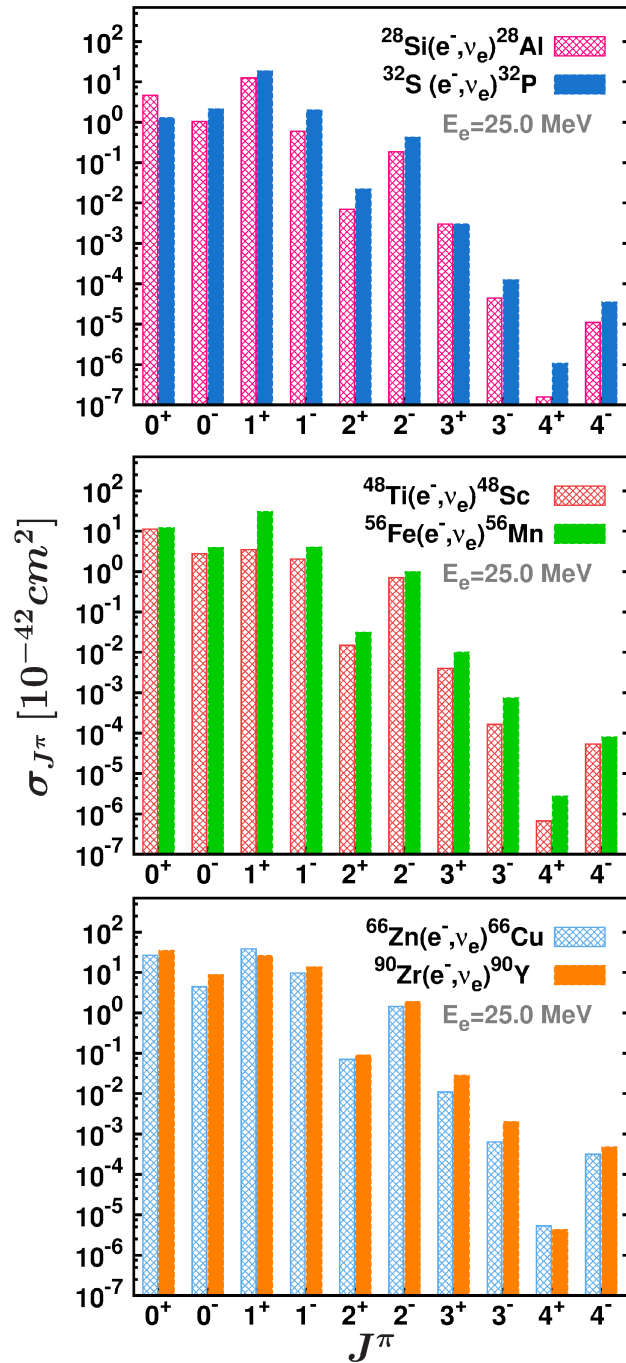 10²
²⁸Si(e⁻,νₑ)²⁸Al
10¹
³²S (e⁻,νₑ)³²P
10⁰
Eₑ=25.0 MeV
10⁻¹
10⁻²
10⁻³
10⁻⁴
10⁻⁵
10⁻⁶
10⁻⁷
0⁺ 0⁻ 1⁺ 1⁻ 2⁺ 2⁻ 3⁺ 3⁻ 4⁺ 4⁻
σ_{J^π} [10⁻⁴²cm²]
10²
⁴⁸Ti(e⁻,νₑ)⁴⁸Sc
10¹
⁵⁶Fe(e⁻,νₑ)⁵⁶Mn
10⁰
Eₑ=25.0 MeV
10⁻¹
10⁻²
10⁻³
10⁻⁴
10⁻⁵
10⁻⁶
10⁻⁷
0⁺ 0⁻ 1⁺ 1⁻ 2⁺ 2⁻ 3⁺ 3⁻ 4⁺ 4⁻
10²
⁶⁶Zn(e⁻,νₑ)⁶⁶Cu
10¹
⁹⁰Zr(e⁻,νₑ)⁹⁰Y
10⁰
Eₑ=25.0 MeV
10⁻¹
10⁻²
10⁻³
10⁻⁴
10⁻⁵
10⁻⁶
10⁻⁷
0⁺ 0⁻ 1⁺ 1⁻ 2⁺ 2⁻ 3⁺ 3⁻ 4⁺ 4⁻
J^π